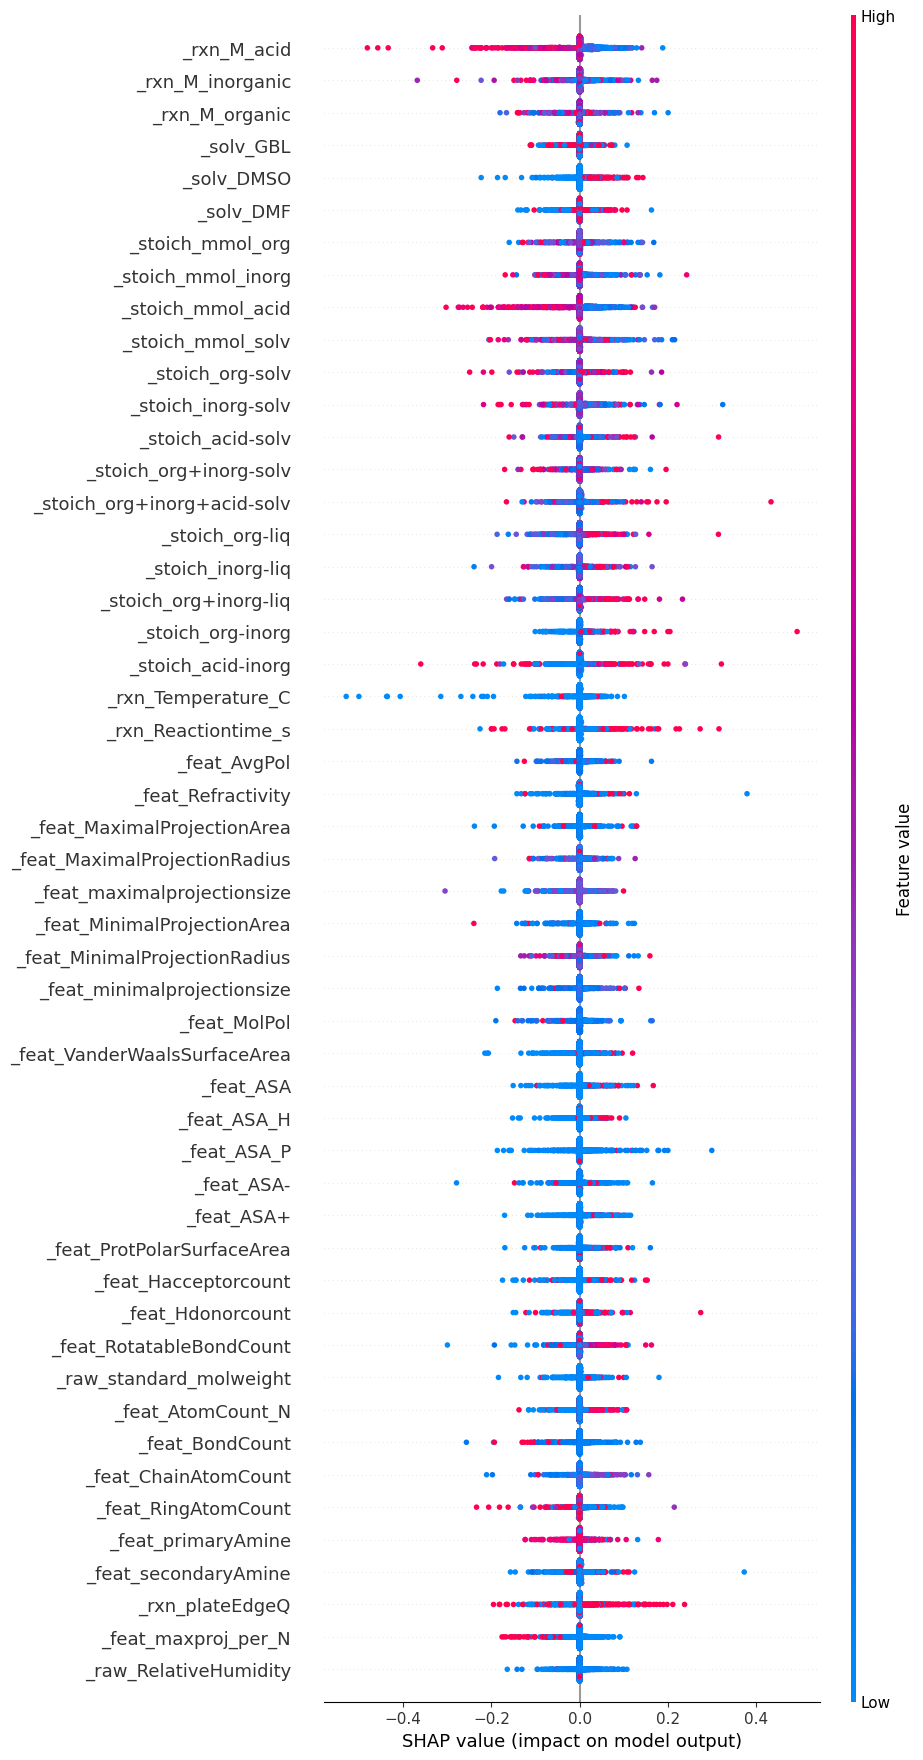 High
_rxn_M_acid
_rxn_M_inorganic
_rxn_M_organic
_solv_GBL
_solv_DMSO
_solv_DMF
_stoich_mmol_org
_stoich_mmol_inorg
_stoich_mmol_acid
_stoich_mmol_solv
_stoich_org-solv
_stoich_inorg-solv
_stoich_acid-solv
_stoich_org+inorg-solv
_stoich_org+inorg+acid-solv
_stoich_org-liq
_stoich_inorg-liq
_stoich_org+inorg-liq
_stoich_org-inorg
_stoich_acid-inorg
_rxn_Temperature_C
_rxn_Reactiontime_s
_feat_AvgPol
_feat_Refractivity
_feat_MaximalProjectionArea
_feat_MaximalProjectionRadius
_feat_maximalprojectionsize
_feat_MinimalProjectionArea
_feat_MinimalProjectionRadius
_feat_minimalprojectionsize
_feat_MolPol
_feat_VanderWaalsSurfaceArea
_feat_ASA
_feat_ASA_H
_feat_ASA_P
_feat_ASA-
_feat_ASA+
_feat_ProtPolarSurfaceArea
_feat_Hacceptorcount
_feat_Hdonorcount
_feat_RotatableBondCount
_raw_standard_molweight
_feat_AtomCount_N
_feat_BondCount
_feat_ChainAtomCount
_feat_RingAtomCount
_feat_primaryAmine
_feat_secondaryAmine
_rxn_plateEdgeQ
_feat_maxproj_per_N
_raw_RelativeHumidity
Feature value
Low
−0.4 −0.2 0.0 0.2 0.4
SHAP value (impact on model output)